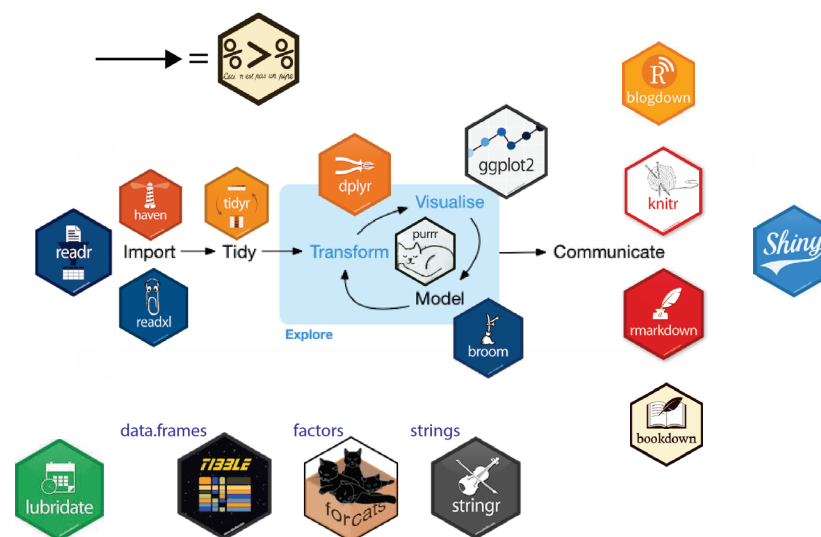 =
%>%
Ceci n'est pas un pipe
R
blogdown
ggplot2
dplyr
knitr
haven
tidyr
Visualise
Shiny
readr
Import
Tidy
Transform
purrr
Communicate
Model
readxl
Explore
broom
rmarkdown
bookdown
data.frames
factors
strings
lubridate
TIBBLE
forcats
stringr